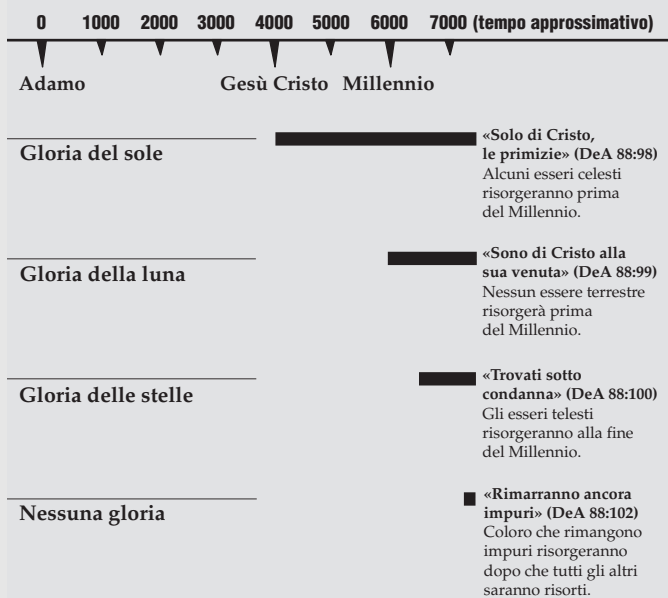 0 1000 2000 3000 4000 5000 6000 7000 (tempo approssimativo)
Adamo Gesù Cristo Millennio
Gloria del sole
«Solo di Cristo,
le primizie» (DeA 88:98)
Alcuni esseri celesti
risorgeranno prima
del Millennio.
Gloria della luna
«Sono di Cristo alla
sua venuta» (DeA 88:99)
Nessun essere terrestre
risorgerà prima
del Millennio.
Gloria delle stelle
«Trovati sotto
condanna» (DeA 88:100)
Gli esseri telesti
risorgeranno alla fine
del Millennio.
Nessuna gloria
«Rimarranno ancora
impuri» (DeA 88:102)
Coloro che rimangono
impuri risorgeranno
dopo che tutti gli altri
saranno risorti.